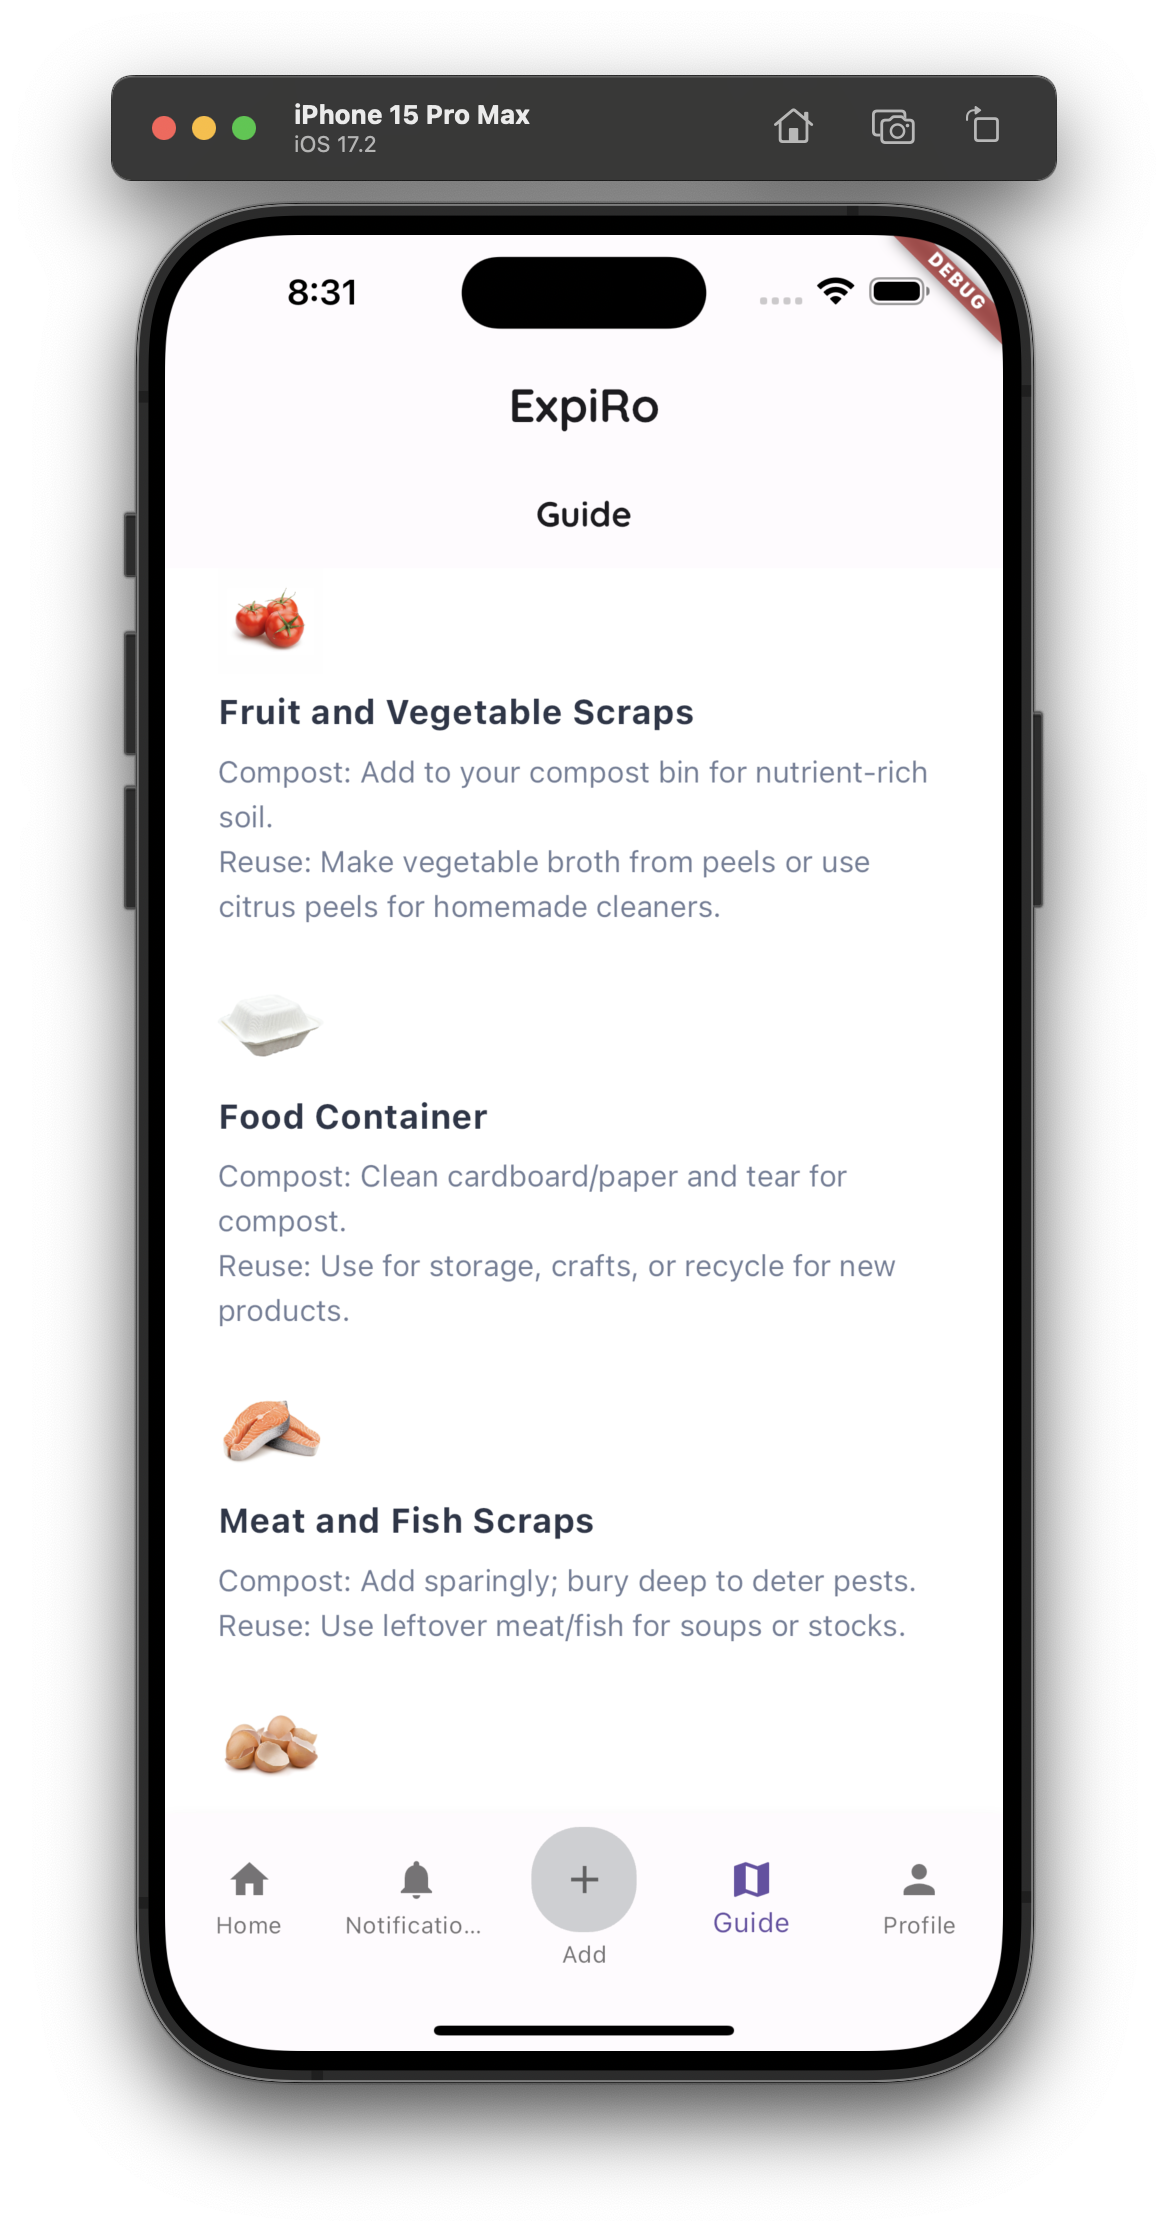 iPhone 15 Pro Max
iOS 17.2
8:31
DEBUG
ExpiRo
Guide
Fruit and Vegetable Scraps
Compost: Add to your compost bin for nutrient-rich
soil.
Reuse: Make vegetable broth from peels or use
citrus peels for homemade cleaners.
Food Container
Compost: Clean cardboard/paper and tear for
compost.
Reuse: Use for storage, crafts, or recycle for new
products.
Meat and Fish Scraps
Compost: Add sparingly; bury deep to deter pests.
Reuse: Use leftover meat/fish for soups or stocks.
Home
Notificatio...
Add
Guide
Profile